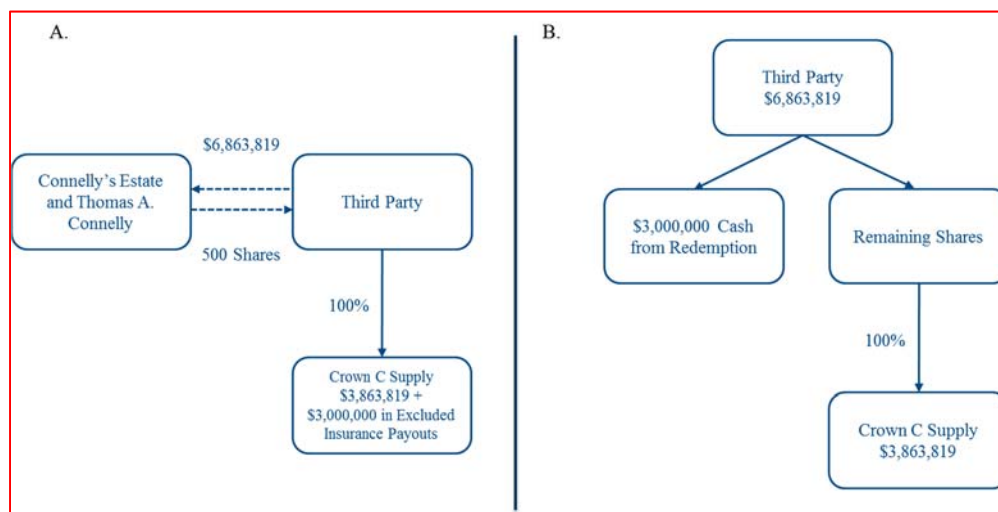 A.
$6,863,819
Connelly's Estate
and Thomas A.
Connelly
Third Party
500 Shares
100%
Crown C Supply
$3,863,819 +
$3,000,000 in Excluded
Insurance Payouts
B.
Third Party
$6,863,819
$3,000,000 Cash
from Redemption
Remaining Shares
100%
Crown C Supply
$3,863,819